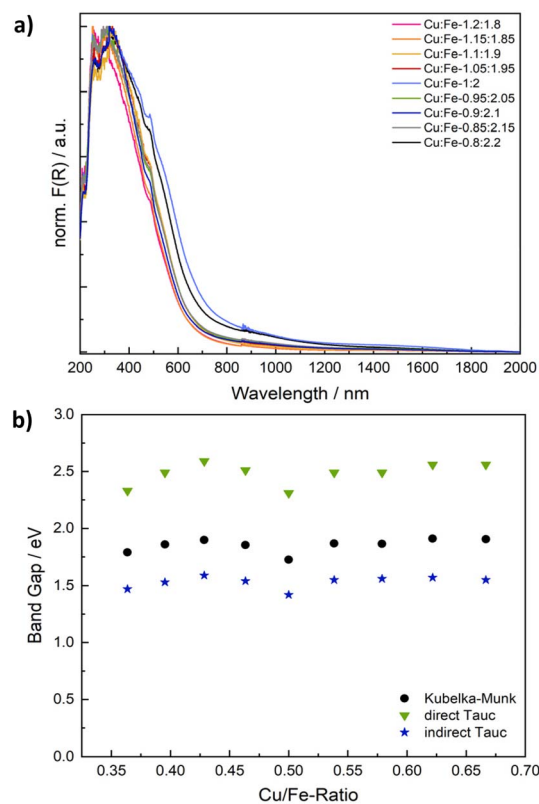 a)
norm. F(R) / a.u.
Cu:Fe-1.2:1.8
Cu:Fe-1.15:1.85
Cu:Fe-1.1:1.9
Cu:Fe-1.05:1.95
Cu:Fe-1:2
Cu:Fe-0.95:2.05
Cu:Fe-0.9:2.1
Cu:Fe-0.85:2.15
Cu:Fe-0.8:2.2
200 400 600 800 1000 1200 1400 1600 1800 2000
Wavelength / nm
b)
Band Gap / eV
3.0
2.5
2.0
1.5
1.0
0.5
0.0
Kubelka-Munk
direct Tauc
indirect Tauc
0.35 0.40 0.45 0.50 0.55 0.60 0.65 0.70
Cu/Fe-Ratio